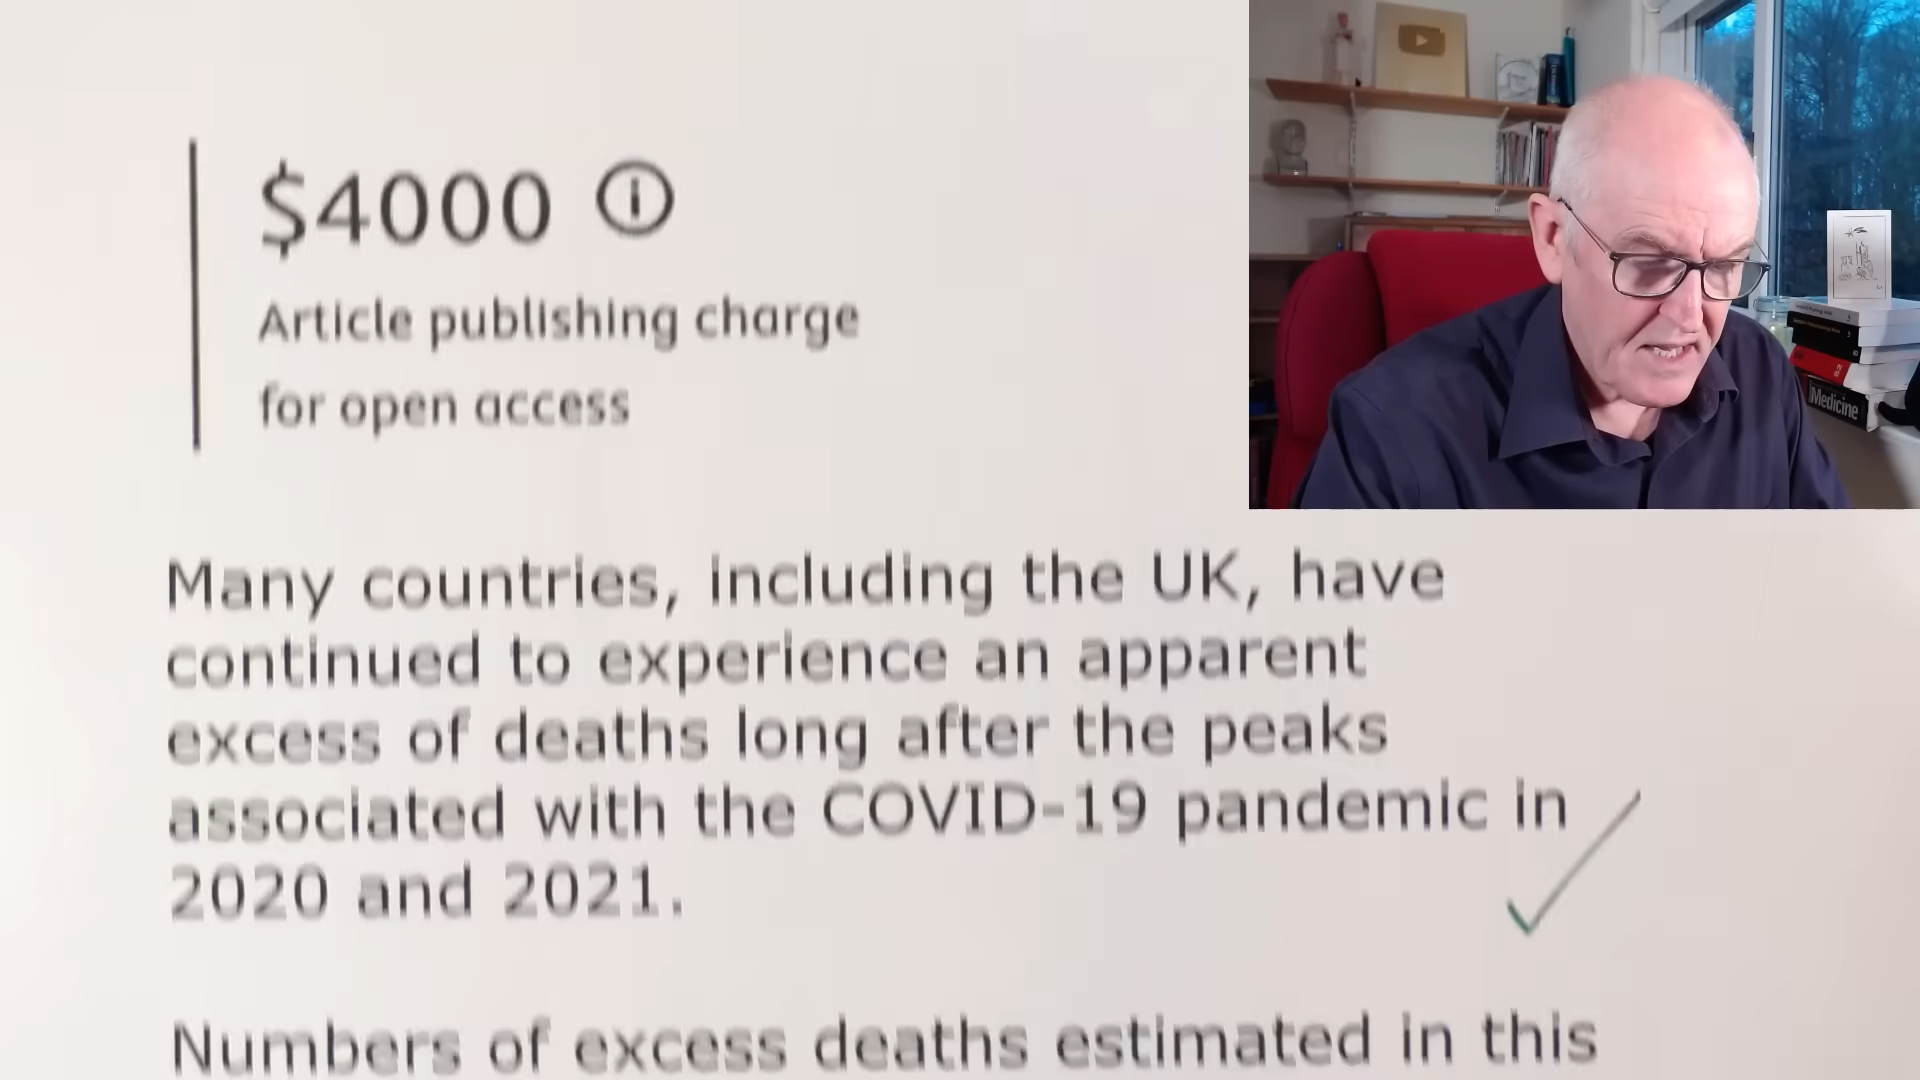 $4000 ⓘ
Article publishing charge
for open access
Many countries, including the UK, have
continued to experience an apparent
excess of deaths long after the peaks
associated with the COVID-19 pandemic in
2020 and 2021.
Numbers of excess deaths estimated in this
Medicine